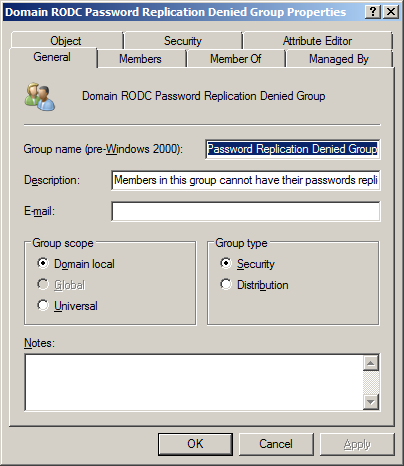 Domain RODC Password Replication Denied Group Properties
Object Security Attribute Editor
General Members Member Of Managed By
Domain RODC Password Replication Denied Group
Group name (pre-Windows 2000): Password Replication Denied Group
Description: Members in this group cannot have their passwords repli
E-mail:
Group scope
Domain local
Global
Universal
Group type
Security
Distribution
Notes:
OK Cancel Apply